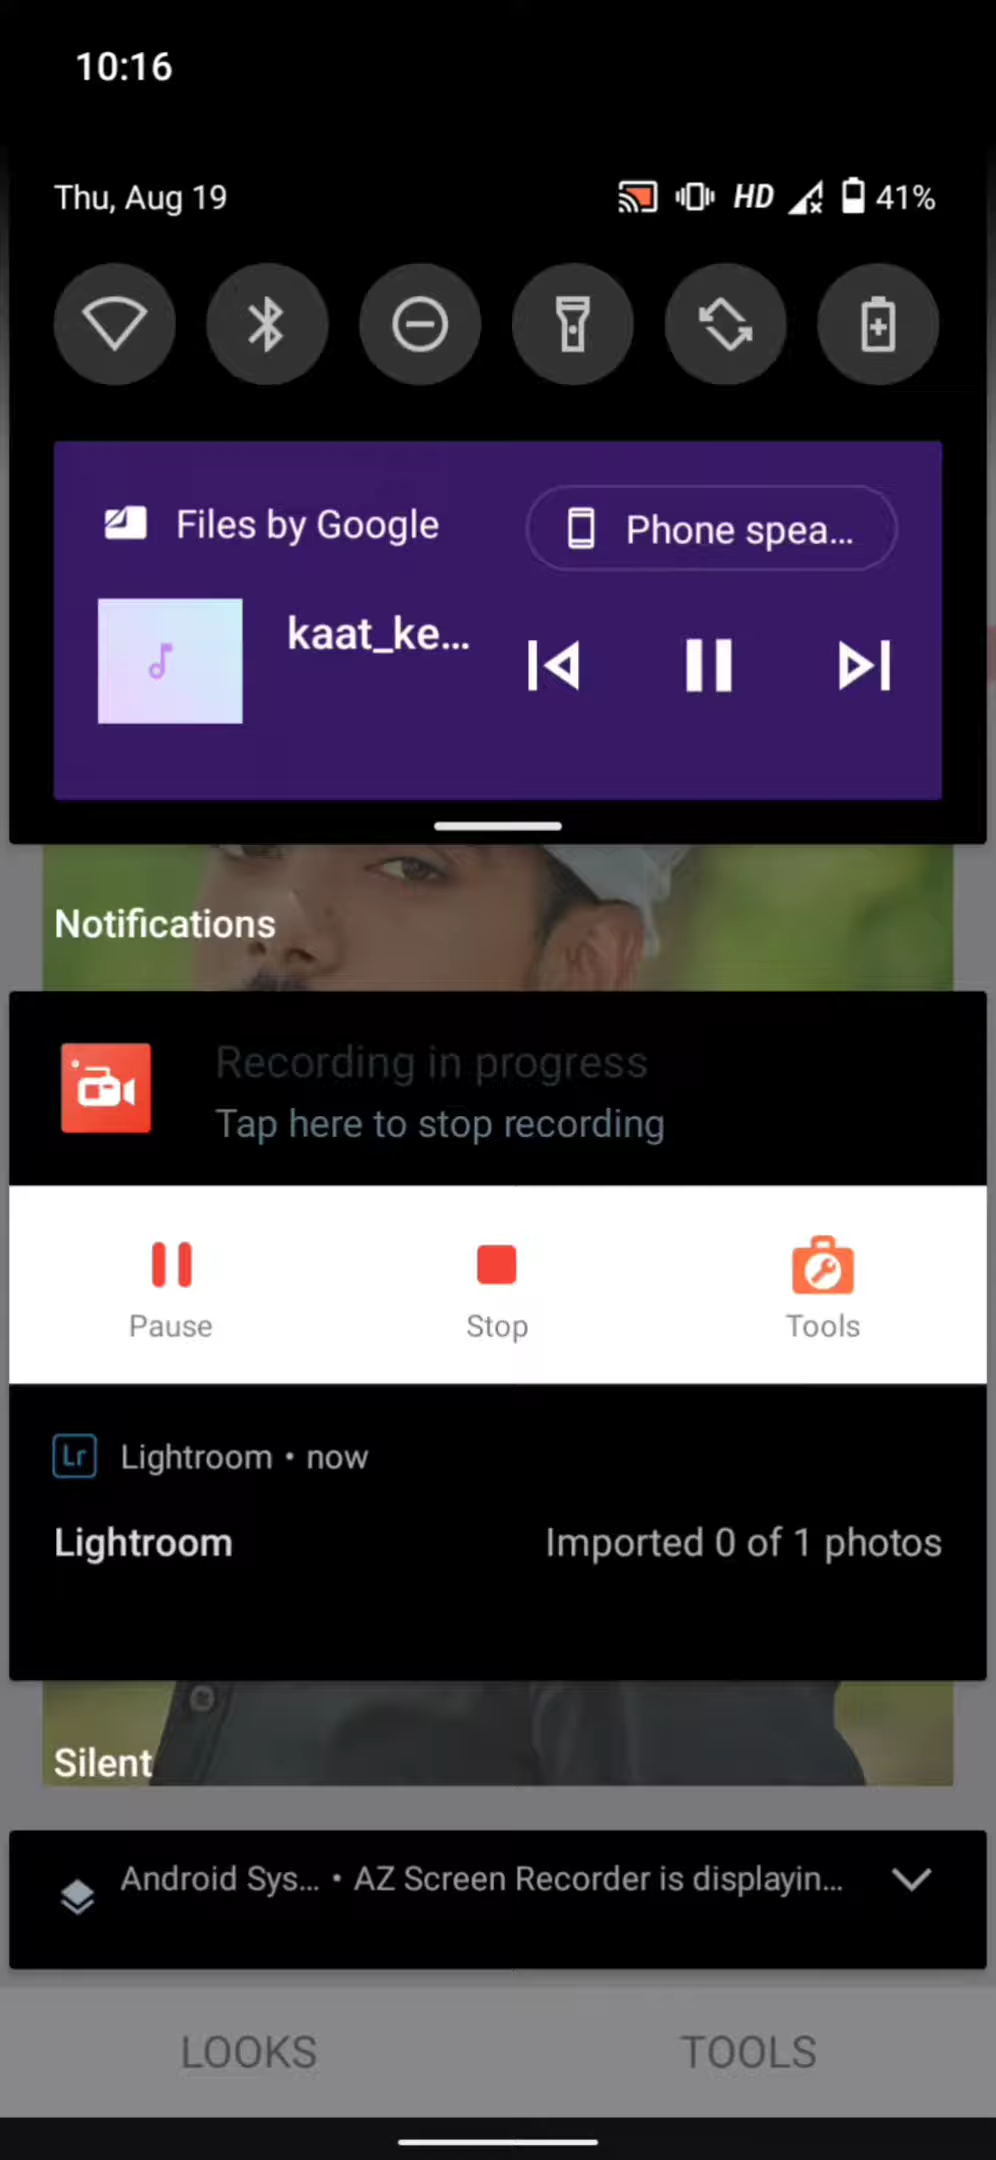 10:16
Thu, Aug 19
HD
41%
Files by Google
Phone spea...
kaat_ke...
Notifications
Recording in progress
Tap here to stop recording
Pause
Stop
Tools
Lr
Lightroom • now
Lightroom
Imported 0 of 1 photos
Silent
Android Sys... • AZ Screen Recorder is displayin...
LOOKS
TOOLS